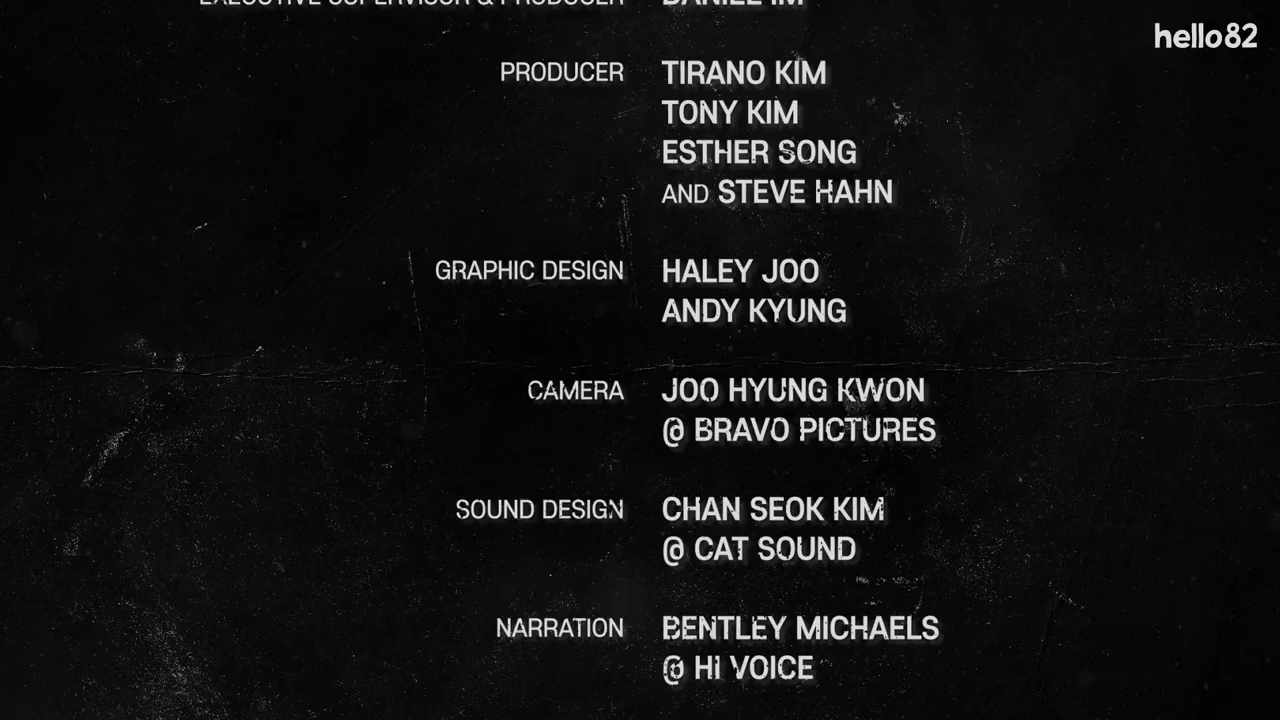 EXECUTIVE SUPERVISOR & PRODUCER DANIEL IM
hello82
PRODUCER TIRANO KIM
TONY KIM
ESTHER SONG
AND STEVE HAHN
GRAPHIC DESIGN HALEY JOO
ANDY KYUNG
CAMERA JOO HYUNG KWON
@ BRAVO PICTURES
SOUND DESIGN CHAN SEOK KIM
@ CAT SOUND
NARRATION BENTLEY MICHAELS
@ Hi VOICE